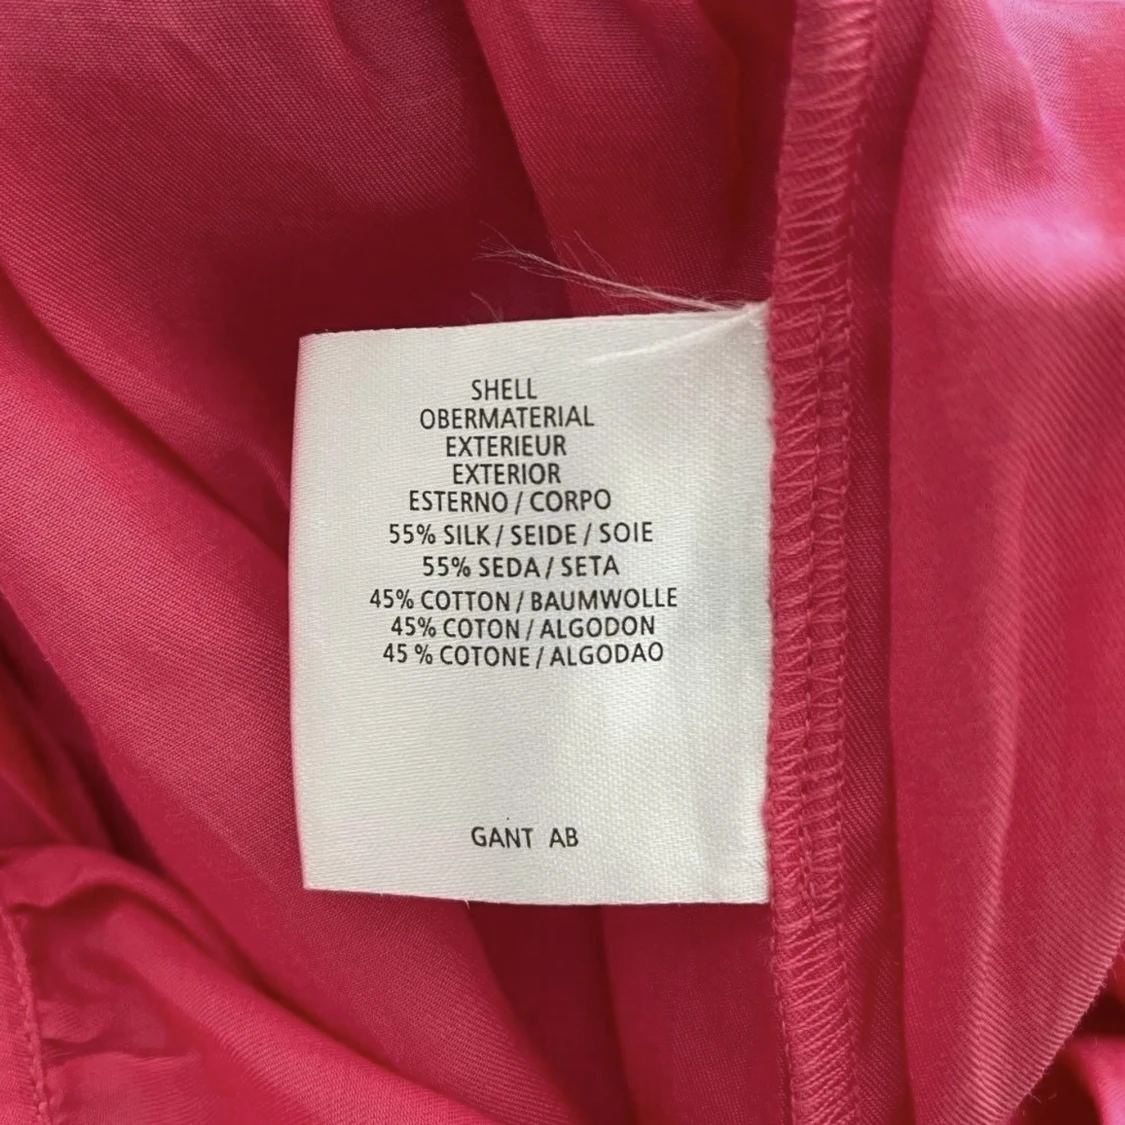 SHELL
OBERMATERIAL
EXTERIEUR
EXTERIOR
ESTERNO / CORPO
55% SILK / SEIDE / SOIE
55% SEDA / SETA
45% COTTON / BAUMWOLLE
45% COTON / ALGODON
45 % COTONE / ALGODAO
GANT AB